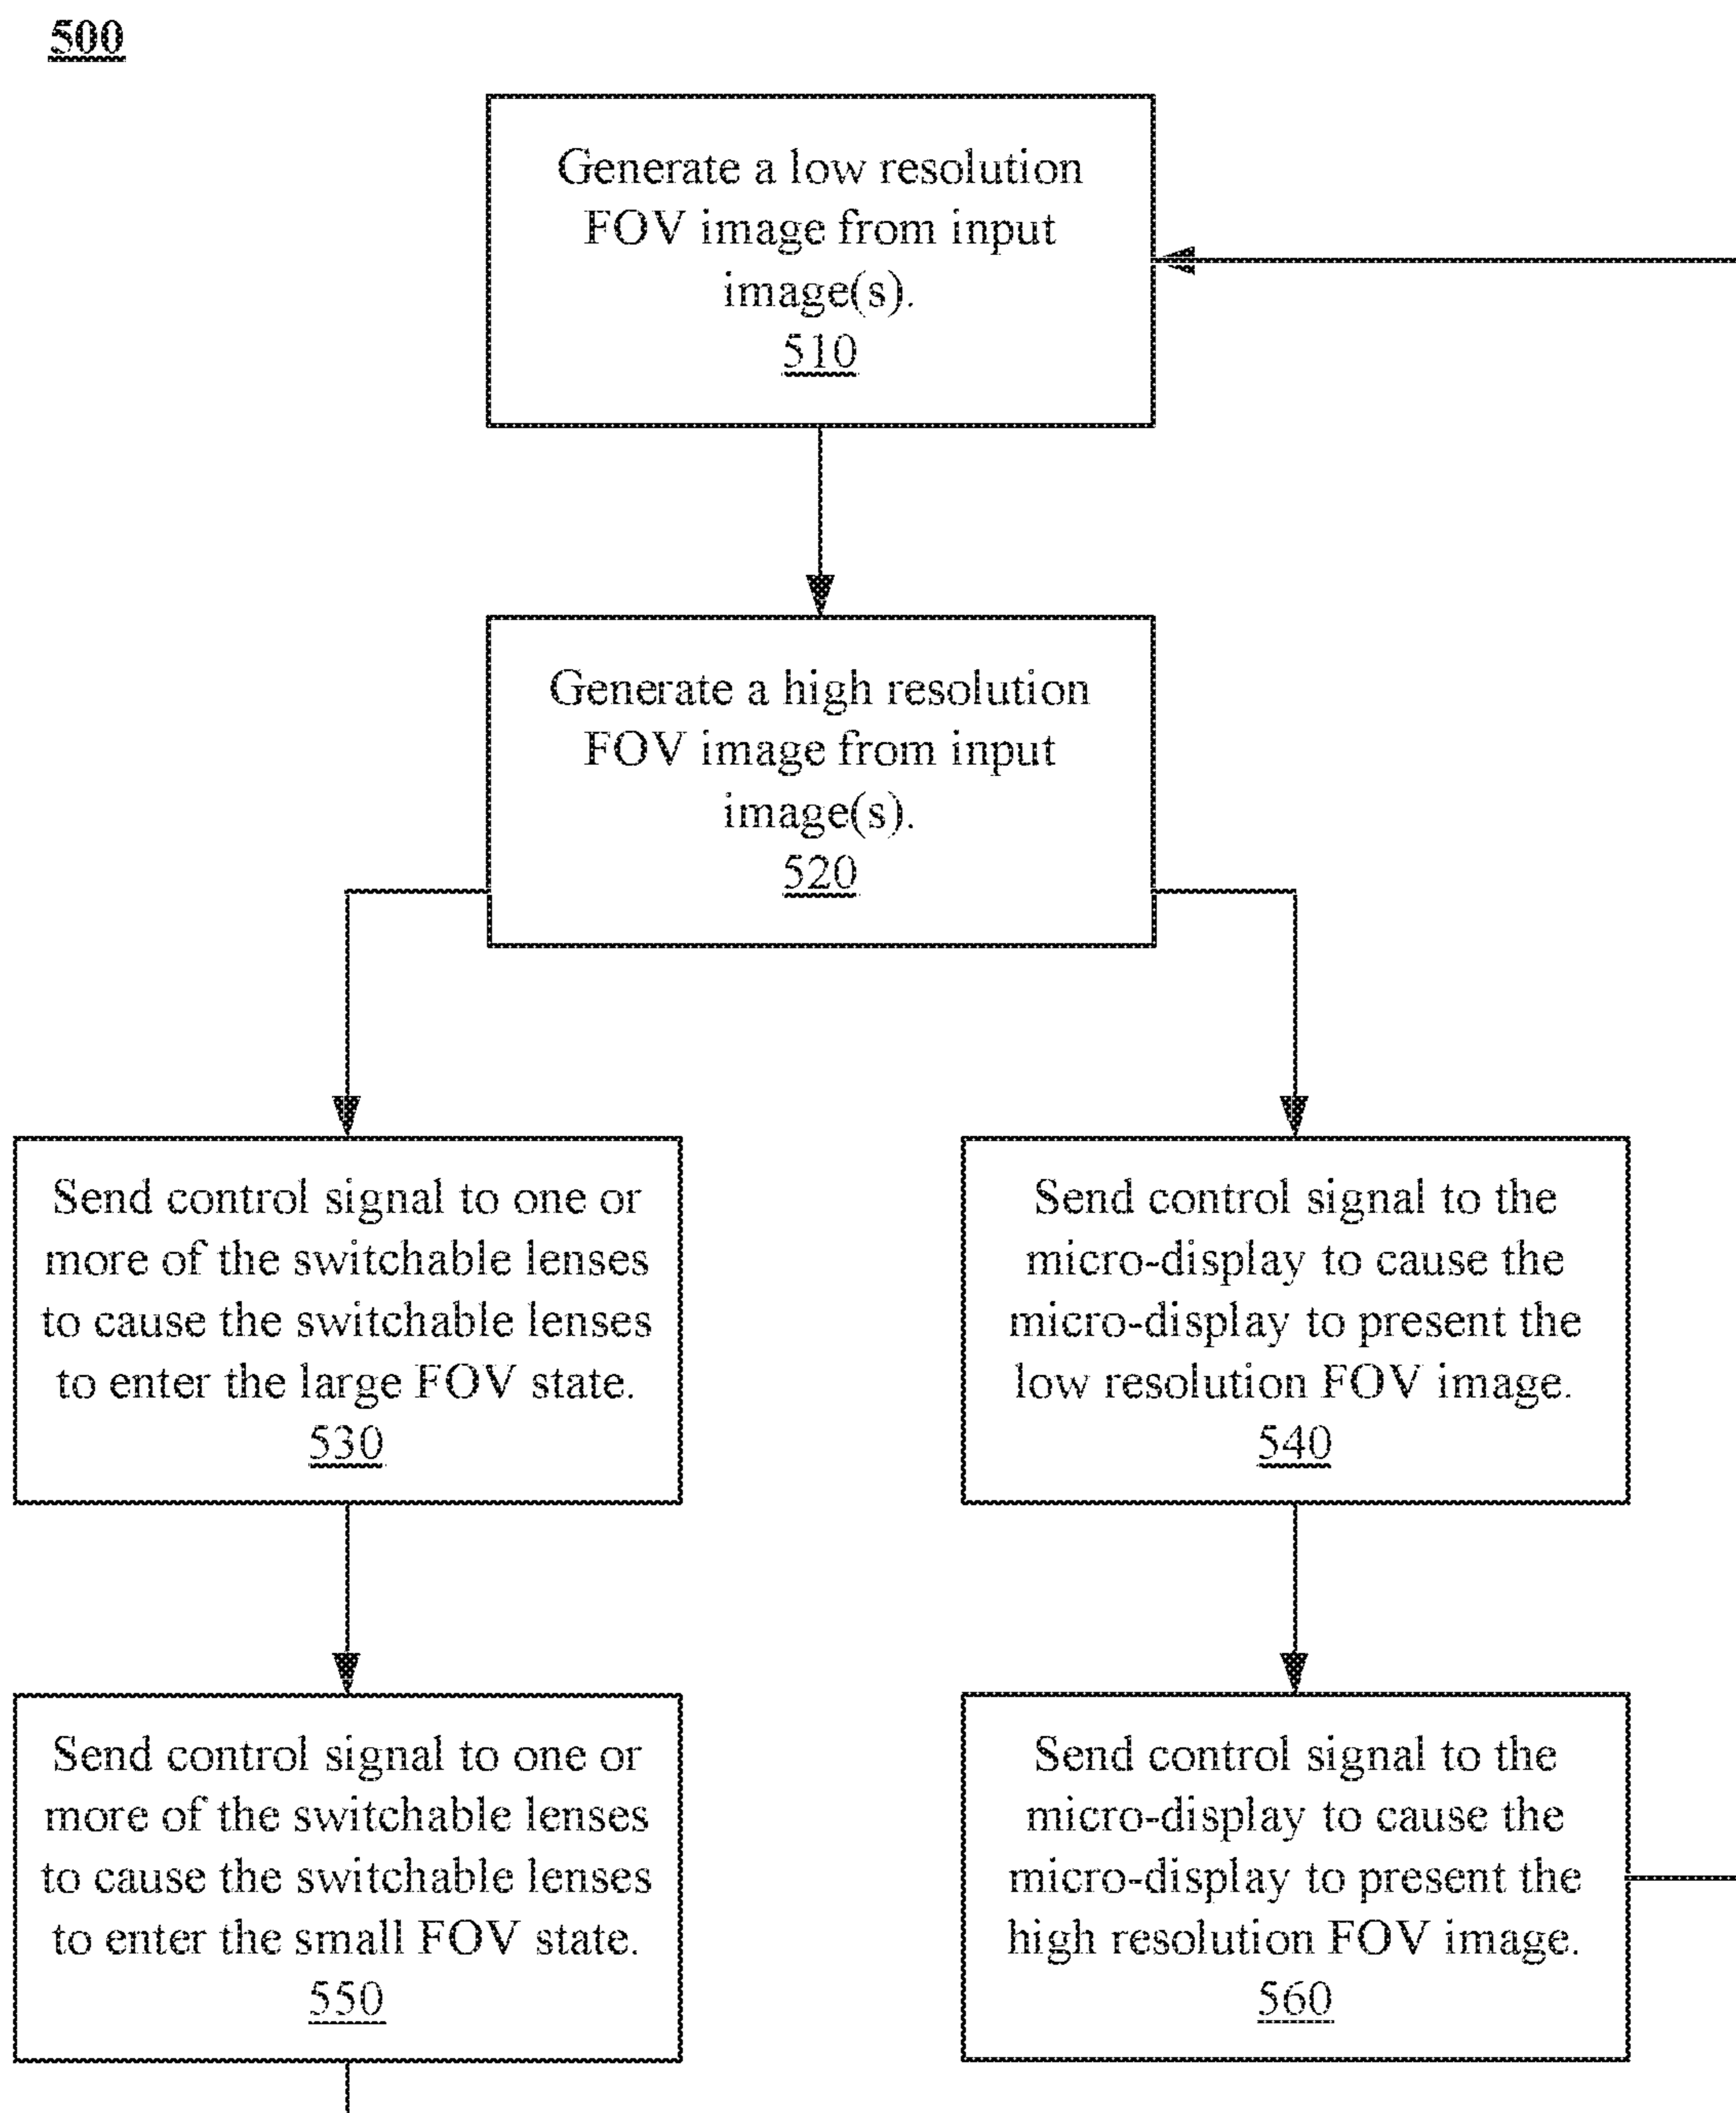 500
Generate a low resolution
FOV image from input
image(s).
510
Generate a high resolution
FOV image from input
image(s).
520
Send control signal to one or
more of the switchable lenses
to cause the switchable lenses
to enter the large FOV state.
530
Send control signal to the
micro-display to cause the
micro-display to present the
low resolution FOV image.
540
Send control signal to one or
more of the switchable lenses
to cause the switchable lenses
to enter the small FOV state.
550
Send control signal to the
micro-display to cause the
micro-display to present the
high resolution FOV image.
560